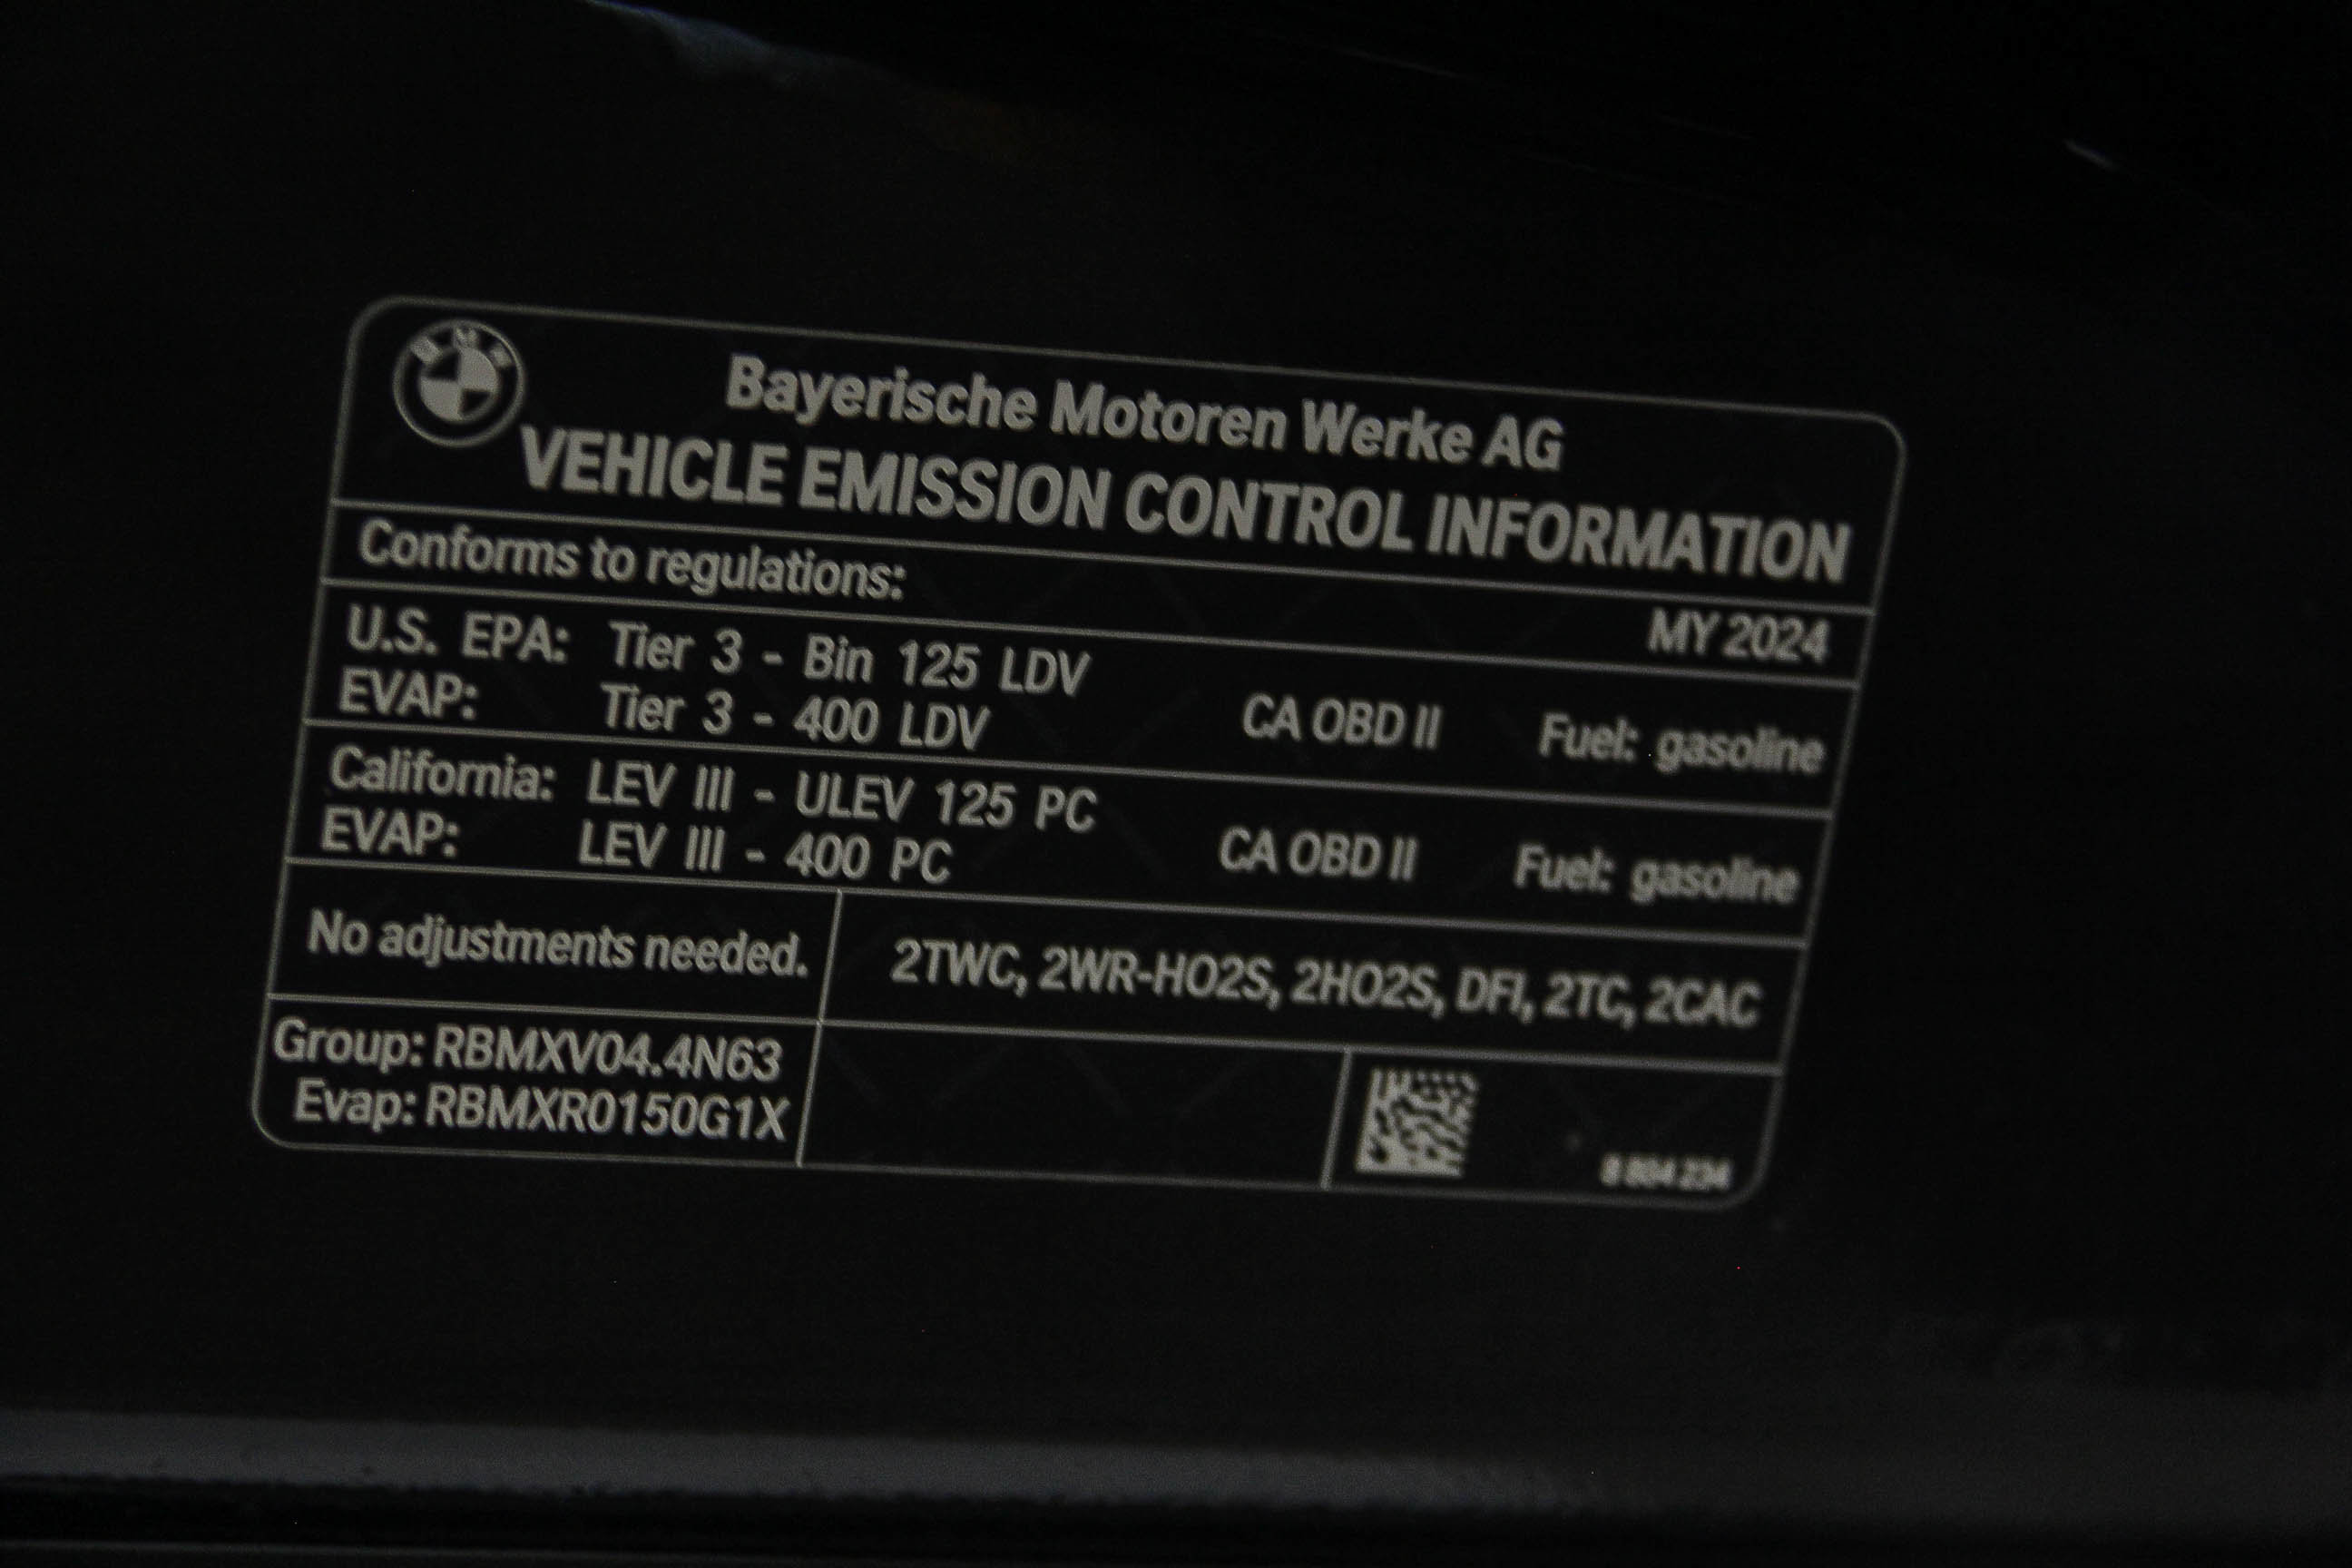 BMW
Bayerische Motoren Werke AG
VEHICLE EMISSION CONTROL INFORMATION
Conforms to regulations:
MY 2024
U.S. EPA: Tier 3 - Bin 125 LDV
EVAP: Tier 3 - 400 LDV
CA OBD II Fuel: gasoline
California: LEV III - ULEV 125 PC
EVAP: LEV III - 400 PC
CA OBD II Fuel: gasoline
No adjustments needed.
2TWC, 2WR-HO2S, 2HO2S, DFI, 2TC, 2CAC
Group: RBMXV04.4N63
Evap: RBMXR0150G1X